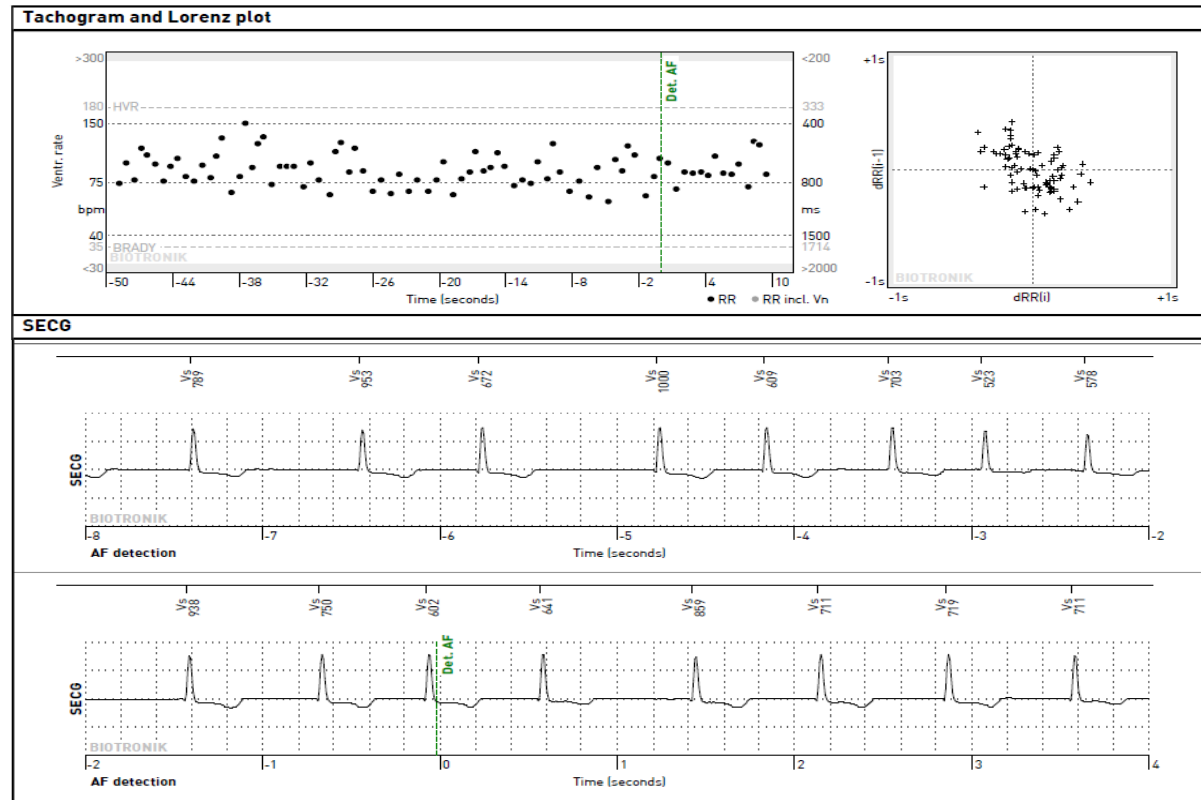 Tachogram and Lorenz plot
>300
180
150
75
bpm
40
35
<30
Ventr. rate
HVR
BRADY
BIOTRONIK
Det. AF
<200
333
400
800
ms
1500
1714
>2000
-50 -44 -38 -32 -26 -20 -14 -8 -2 4 10
Time (seconds)
RR RR incl. Vn
+1s
dRR(i-1)
-1s
BIOTRONIK
-1s dRR(i) +1s
SECG
Vs 789 Vs 953 Vs 672 Vs 1000 Vs 609 Vs 703 Vs 523 Vs 578
SECG
BIOTRONIK
-8 -7 -6 -5 -4 -3 -2
AF detection Time (seconds)
Vs 938 Vs 750 Vs 602 Vs 641 Vs 859 Vs 711 Vs 719 Vs 711
Det. AF
SECG
BIOTRONIK
-2 -1 0 1 2 3 4
AF detection Time (seconds)